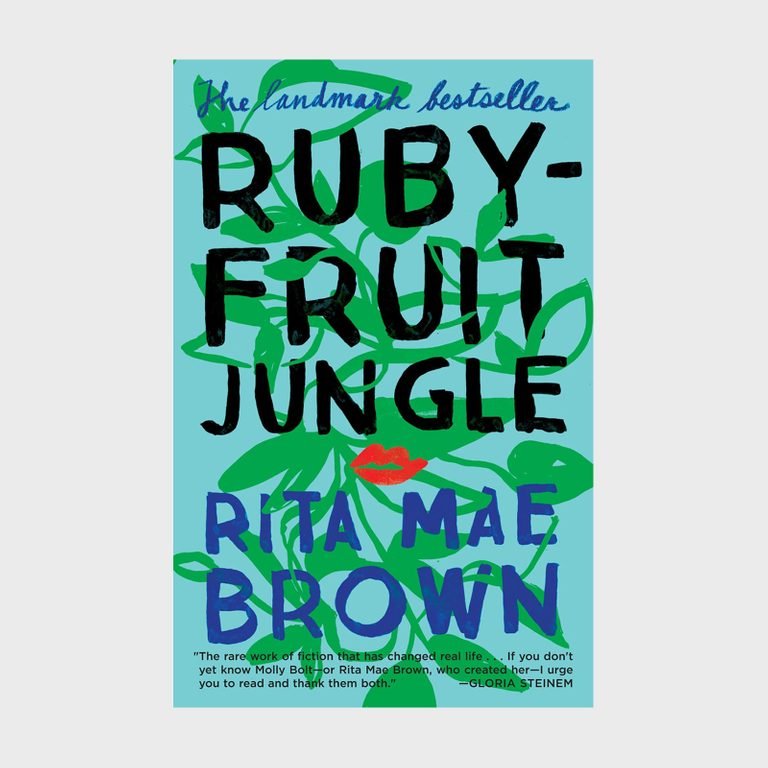 The landmark bestseller
RUBY-
FRUIT
JUNGLE
RITA MAE
BROWN
"The rare work of fiction that has changed real life . . . If you don't
yet know Molly Bolt—or Rita Mae Brown, who created her—I urge
you to read and thank them both." —GLORIA STEINEM